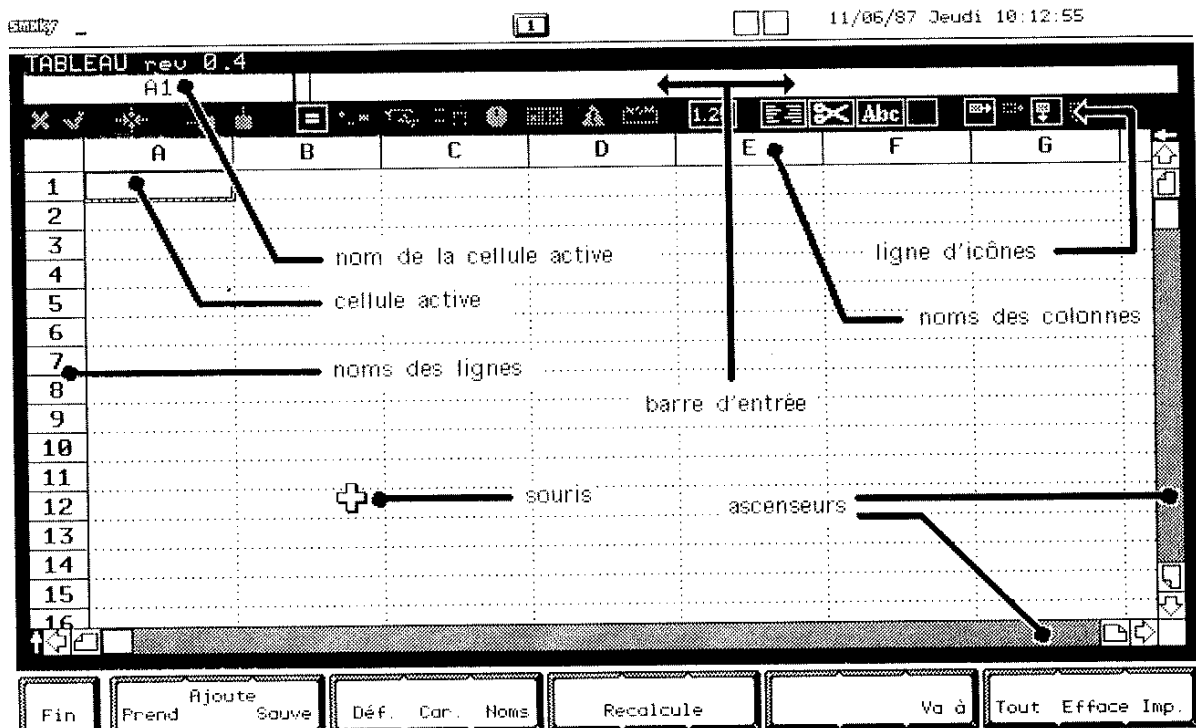 smaky _ 1 11/06/87 Jeudi 10:12:55
TABLEAU rev 0.4
A1
1.2 Abc
A B C D E F G
1
2
3
nom de la cellule active ligne d'icônes
4
5 cellule active
6 noms des colonnes
7 noms des lignes
8
9 barre d'entrée
10
11
12 souris ascenseurs
13
14
15
16
Ajoute
Fin Prend Sauve Déf. Car. Noms Recalcule Va à Tout Efface Imp.